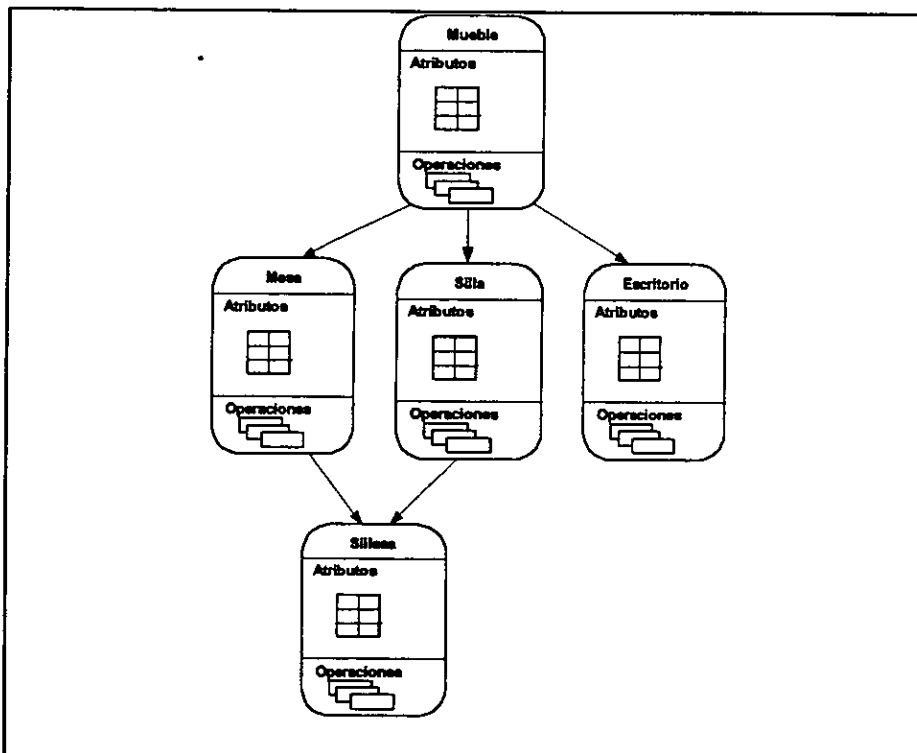 Mueble
Atributos
Operaciones
Mesa
Atributos
Operaciones
Silla
Atributos
Operaciones
Escritorio
Atributos
Operaciones
Sillesa
Atributos
Operaciones